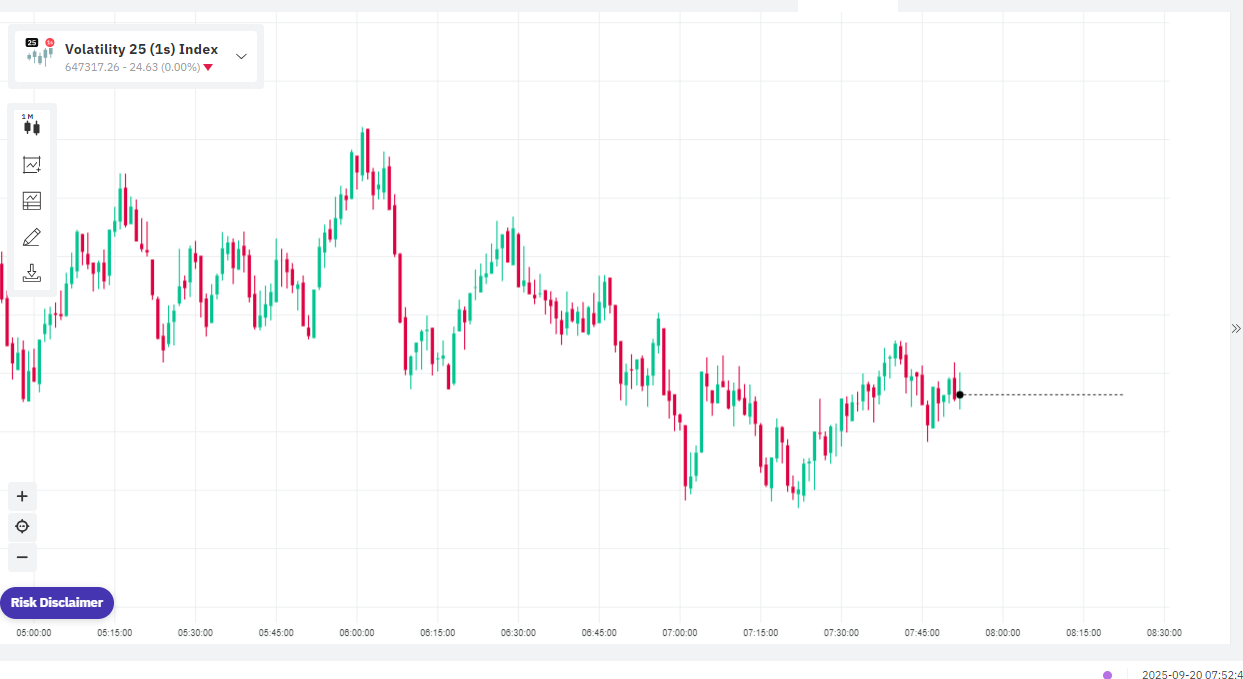 25 1s
Volatility 25 (1s) Index
647317.26 - 24.63 (0.00%)
1 M
+
−
Risk Disclaimer
05:00:00 05:15:00 05:30:00 05:45:00 06:00:00 06:15:00 06:30:00 06:45:00 07:00:00 07:15:00 07:30:00 07:45:00 08:00:00 08:15:00 08:30:00
2025-09-20 07:52:4